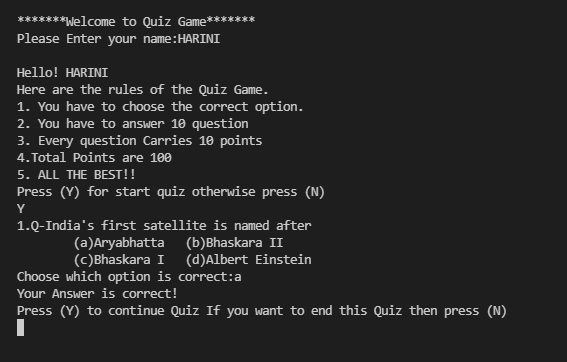 *******Welcome to Quiz Game*******
Please Enter your name:HARINI
Hello! HARINI
Here are the rules of the Quiz Game.
1. You have to choose the correct option.
2. You have to answer 10 question
3. Every question Carries 10 points
4.Total Points are 100
5. ALL THE BEST!!
Press (Y) for start quiz otherwise press (N)
Y
1.Q-India's first satellite is named after
(a)Aryabhatta (b)Bhaskara II
(c)Bhaskara I (d)Albert Einstein
Choose which option is correct:a
Your Answer is correct!
Press (Y) to continue Quiz If you want to end this Quiz then press (N)